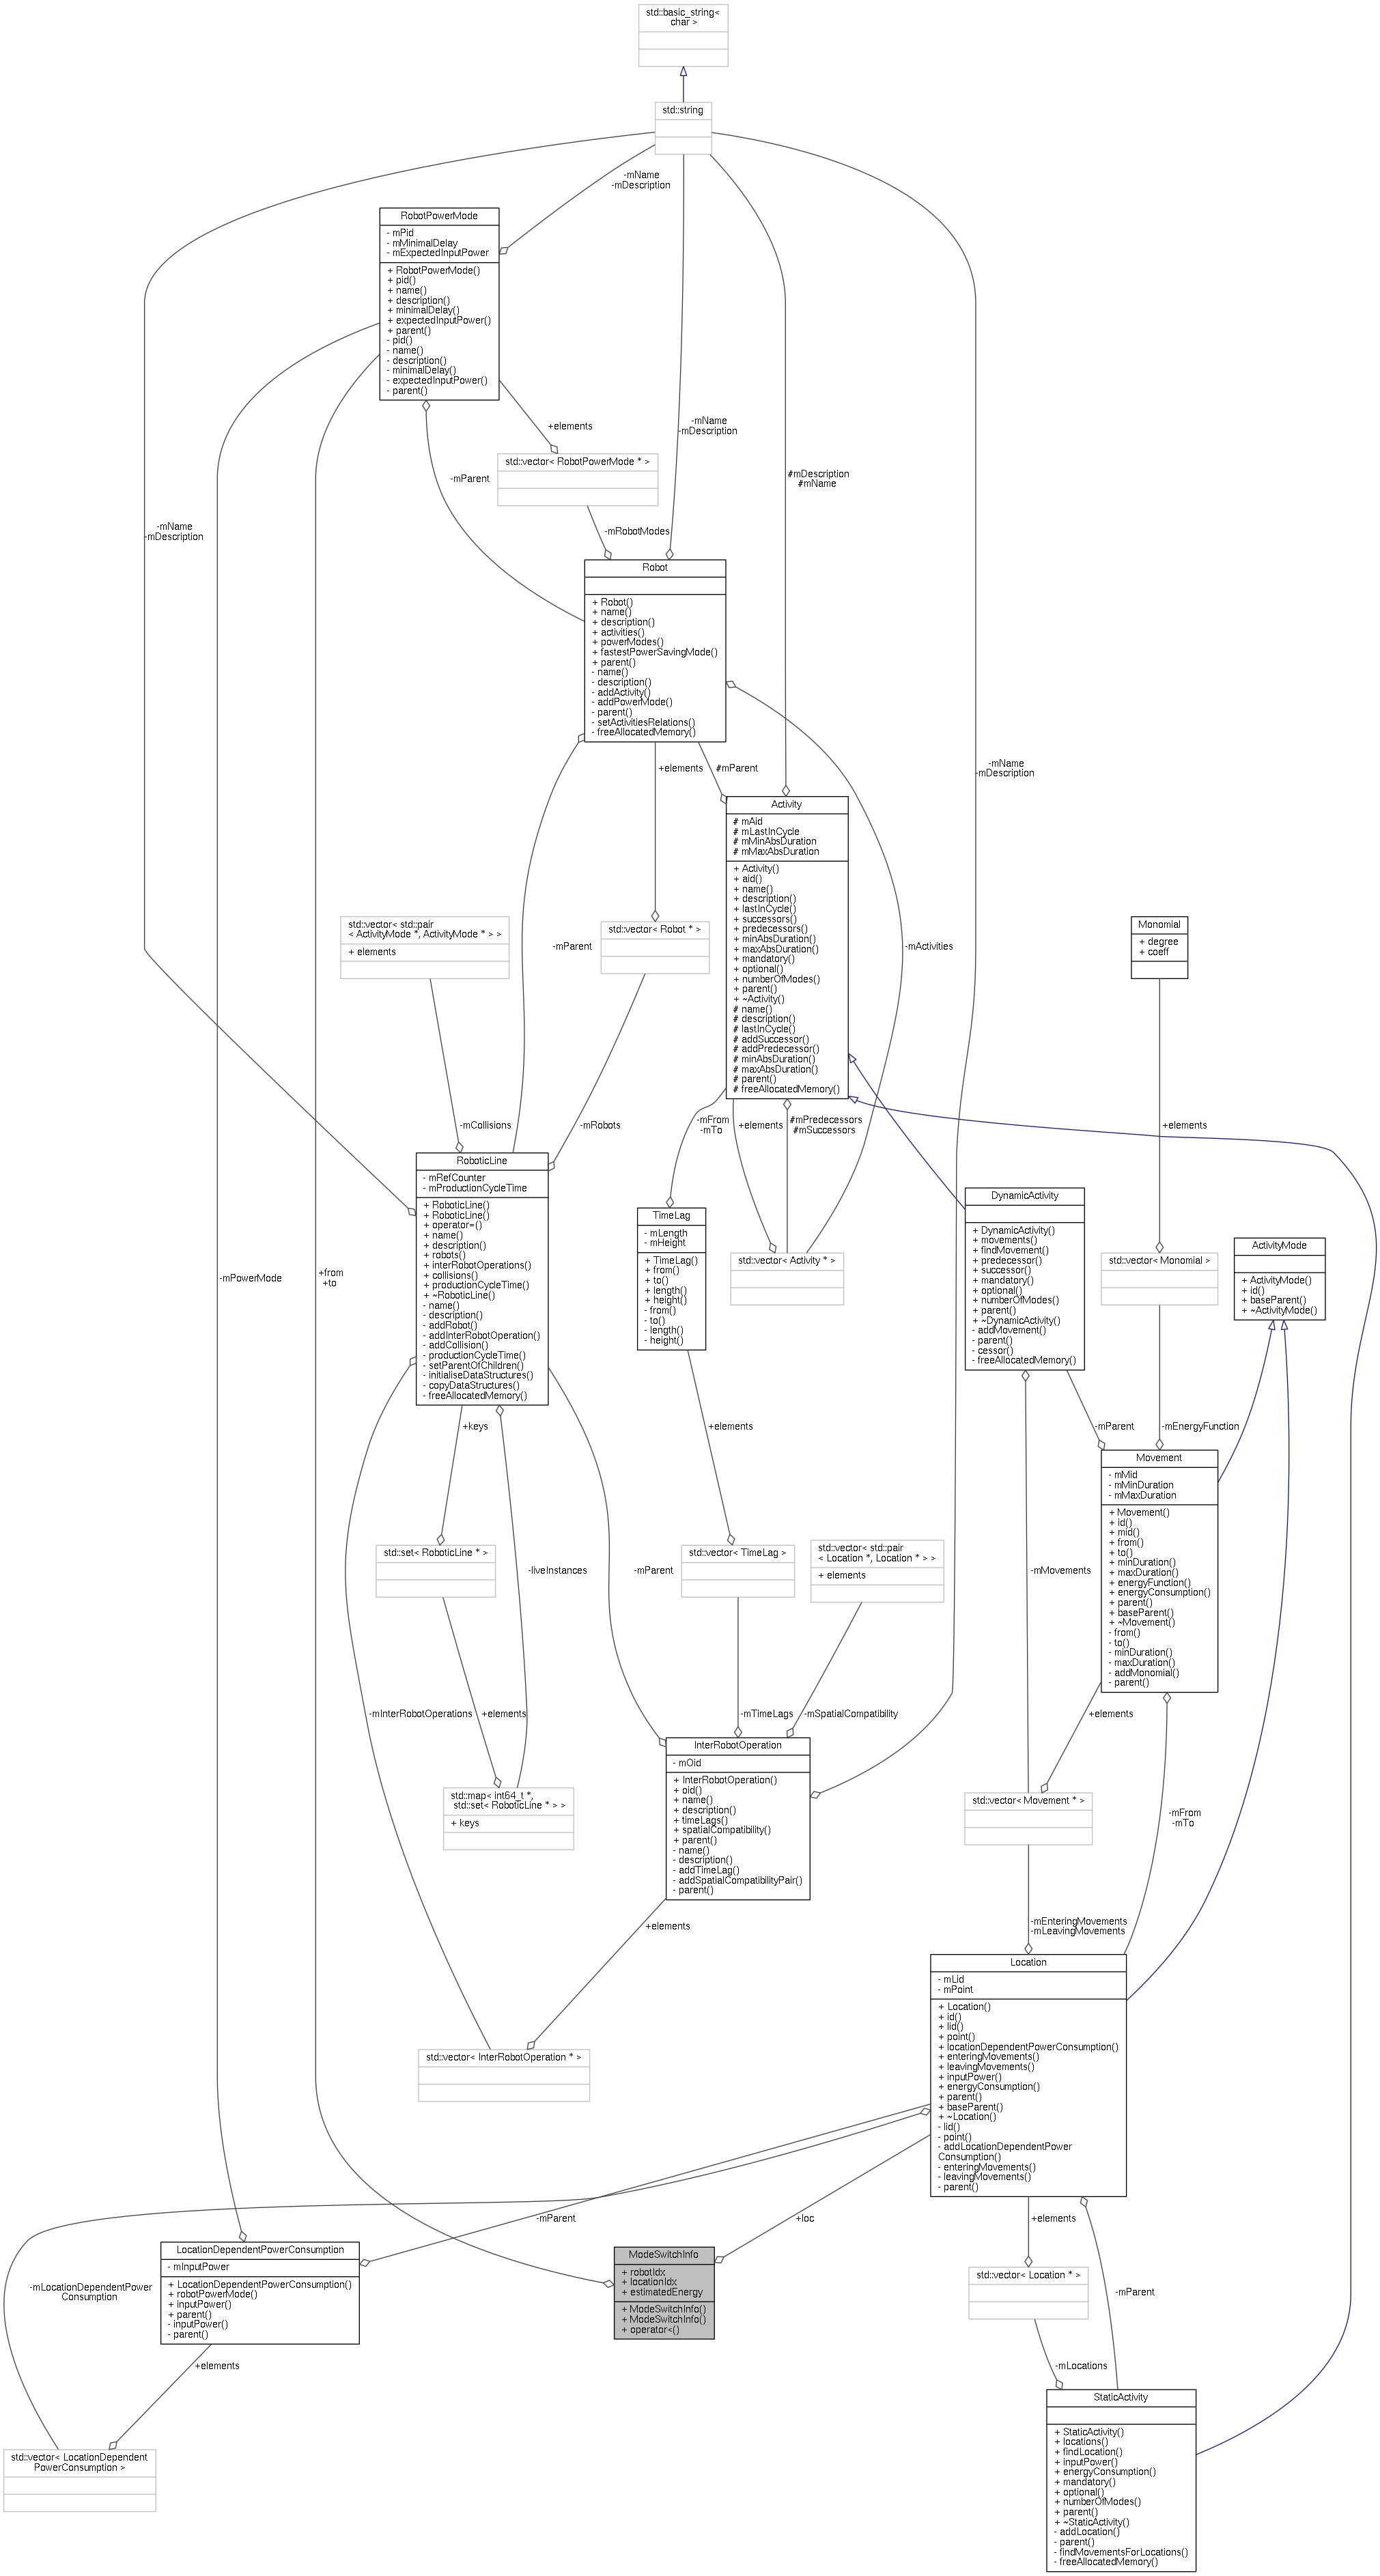 std::basic_string<
char >
std::string
-mName
-mDescription
RobotPowerMode
- mPid
- mMinimalDelay
- mExpectedInputPower
+ RobotPowerMode()
+ pid()
+ name()
+ description()
+ minimalDelay()
+ expectedInputPower()
+ parent()
- pid()
- name()
- description()
- minimalDelay()
- expectedInputPower()
- parent()
+elements
-mName
-mDescription
std::vector< RobotPowerMode * >
-mParent
#mDescription
#mName
-mName
-mDescription
-mRobotModes
Robot
+ Robot()
+ name()
+ description()
+ activities()
+ powerModes()
+ fastestPowerSavingMode()
+ parent()
- name()
- description()
- addActivity()
- addPowerMode()
- parent()
- setActivitiesRelations()
- freeAllocatedMemory()
+elements
#mParent
-mName
-mDescription
Activity
# mAid
# mLastInCycle
# mMinAbsDuration
# mMaxAbsDuration
+ Activity()
+ aid()
+ name()
+ description()
+ lastInCycle()
+ successors()
+ predecessors()
+ minAbsDuration()
+ maxAbsDuration()
+ mandatory()
+ optional()
+ numberOfModes()
+ parent()
+ ~Activity()
# name()
# description()
# lastInCycle()
# addSuccessor()
# addPredecessor()
# minAbsDuration()
# maxAbsDuration()
# parent()
# freeAllocatedMemory()
std::vector< std::pair
< ActivityMode *, ActivityMode * > >
+ elements
-mParent
std::vector< Robot * >
-mActivities
Monomial
+ degree
+ coeff
-mCollisions
-mRobots
-mFrom
-mTo
+elements
#mPredecessors
#mSuccessors
+elements
RoboticLine
- mRefCounter
- mProductionCycleTime
+ RoboticLine()
+ RoboticLine()
+ operator=()
+ name()
+ description()
+ robots()
+ interRobotOperations()
+ collisions()
+ productionCycleTime()
+ ~RoboticLine()
- name()
- description()
- addRobot()
- addInterRobotOperation()
- addCollision()
- productionCycleTime()
- setParentOfChildren()
- initialiseDataStructures()
- copyDataStructures()
- freeAllocatedMemory()
TimeLag
- mLength
- mHeight
+ TimeLag()
+ from()
+ to()
+ length()
+ height()
- from()
- to()
- length()
- height()
std::vector< Activity * >
DynamicActivity
+ DynamicActivity()
+ movements()
+ findMovement()
+ predecessor()
+ successor()
+ mandatory()
+ optional()
+ numberOfModes()
+ parent()
+ ~DynamicActivity()
- addMovement()
- parent()
- cessor()
- freeAllocatedMemory()
std::vector< Monomial >
ActivityMode
+ ActivityMode()
+ id()
+ baseParent()
+ ~ActivityMode()
-mPowerMode
+from
+to
+keys
+elements
-mParent
-mEnergyFunction
Movement
- mMid
- mMinDuration
- mMaxDuration
+ Movement()
+ id()
+ mid()
+ from()
+ to()
+ minDuration()
+ maxDuration()
+ energyFunction()
+ energyConsumption()
+ parent()
+ baseParent()
+ ~Movement()
- from()
- to()
- minDuration()
- maxDuration()
- addMonomial()
- parent()
std::set< RoboticLine * >
-liveInstances
-mParent
std::vector< TimeLag >
std::vector< std::pair
< Location *, Location * > >
+ elements
-mMovements
-mInterRobotOperations
+elements
-mTimeLags
-mSpatialCompatibility
+elements
InterRobotOperation
- mOid
+ InterRobotOperation()
+ oid()
+ name()
+ description()
+ timeLags()
+ spatialCompatibility()
+ parent()
- name()
- description()
- addTimeLag()
- addSpatialCompatibilityPair()
- parent()
std::map< int64_t *,
std::set< RoboticLine * > >
+ keys
std::vector< Movement * >
-mFrom
-mTo
+elements
-mEnteringMovements
-mLeavingMovements
Location
- mLid
- mPoint
+ Location()
+ id()
+ lid()
+ point()
+ locationDependentPowerConsumption()
+ enteringMovements()
+ leavingMovements()
+ inputPower()
+ energyConsumption()
+ parent()
+ baseParent()
+ ~Location()
- lid()
- point()
- addLocationDependentPower
Consumption()
- enteringMovements()
- leavingMovements()
- parent()
std::vector< InterRobotOperation * >
-mParent
+loc
+elements
LocationDependentPowerConsumption
- mInputPower
+ LocationDependentPowerConsumption()
+ robotPowerMode()
+ inputPower()
+ parent()
- inputPower()
- parent()
ModeSwitchInfo
+ robotIdx
+ locationIdx
+ estimatedEnergy
+ ModeSwitchInfo()
+ ModeSwitchInfo()
+ operator<()
std::vector< Location * >
-mLocationDependentPower
Consumption
-mParent
+elements
-mLocations
StaticActivity
+ StaticActivity()
+ locations()
+ findLocation()
+ inputPower()
+ energyConsumption()
+ mandatory()
+ optional()
+ numberOfModes()
+ parent()
+ ~StaticActivity()
- addLocation()
- parent()
- findMovementsForLocations()
- freeAllocatedMemory()
std::vector< LocationDependent
PowerConsumption >